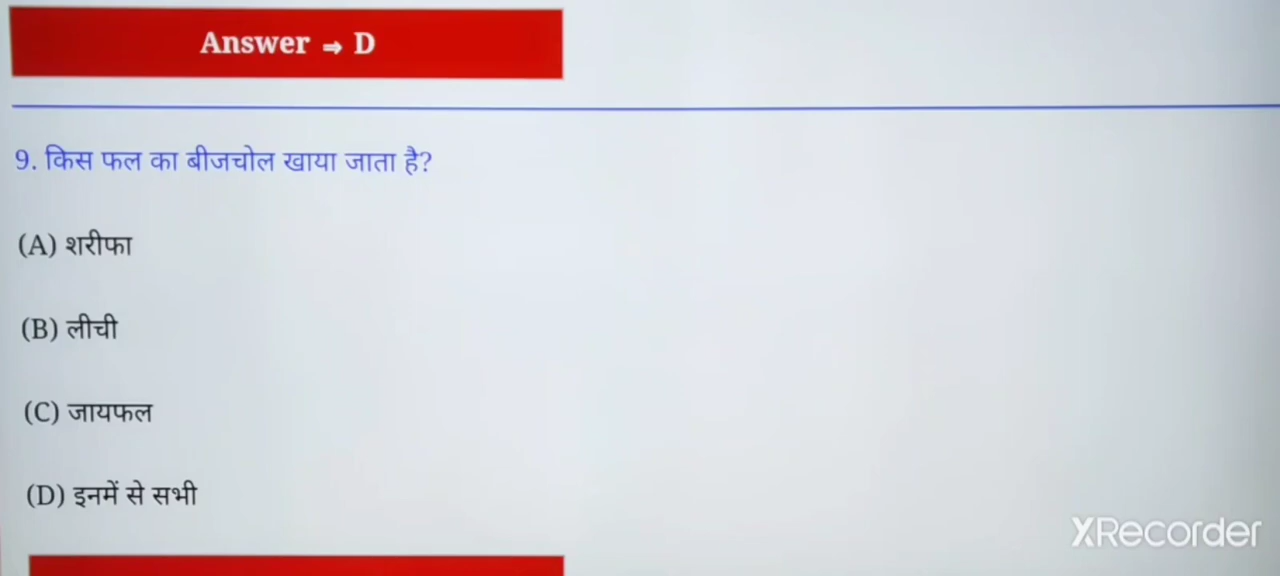 Answer ⇒ D
9. किस फल का बीजचोल खाया जाता है?
(A) शरीफा
(B) लीची
(C) जायफल
(D) इनमें से सभी
XRecorder